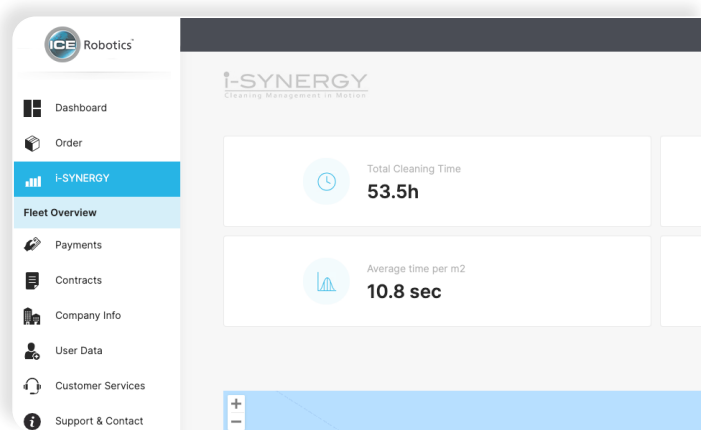 ICE Robotics
Dashboard
Order
i-SYNERGY
Fleet Overview
Payments
Contracts
Company Info
User Data
Customer Services
Support & Contact
i-SYNERGY
Cleaning Management in Motion
Total Cleaning Time
53.5h
Average time per m2
10.8 sec
+
−